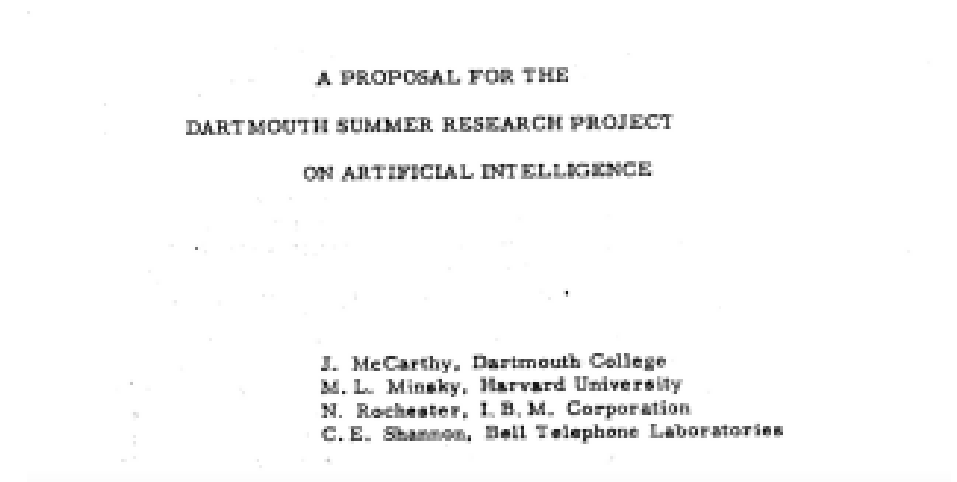 A PROPOSAL FOR THE
DARTMOUTH SUMMER RESEARCH PROJECT
ON ARTIFICIAL INTELLIGENCE
J. McCarthy, Dartmouth College
M. L. Minsky, Harvard University
N. Rochester, I. B. M. Corporation
C. E. Shannon, Bell Telephone Laboratories